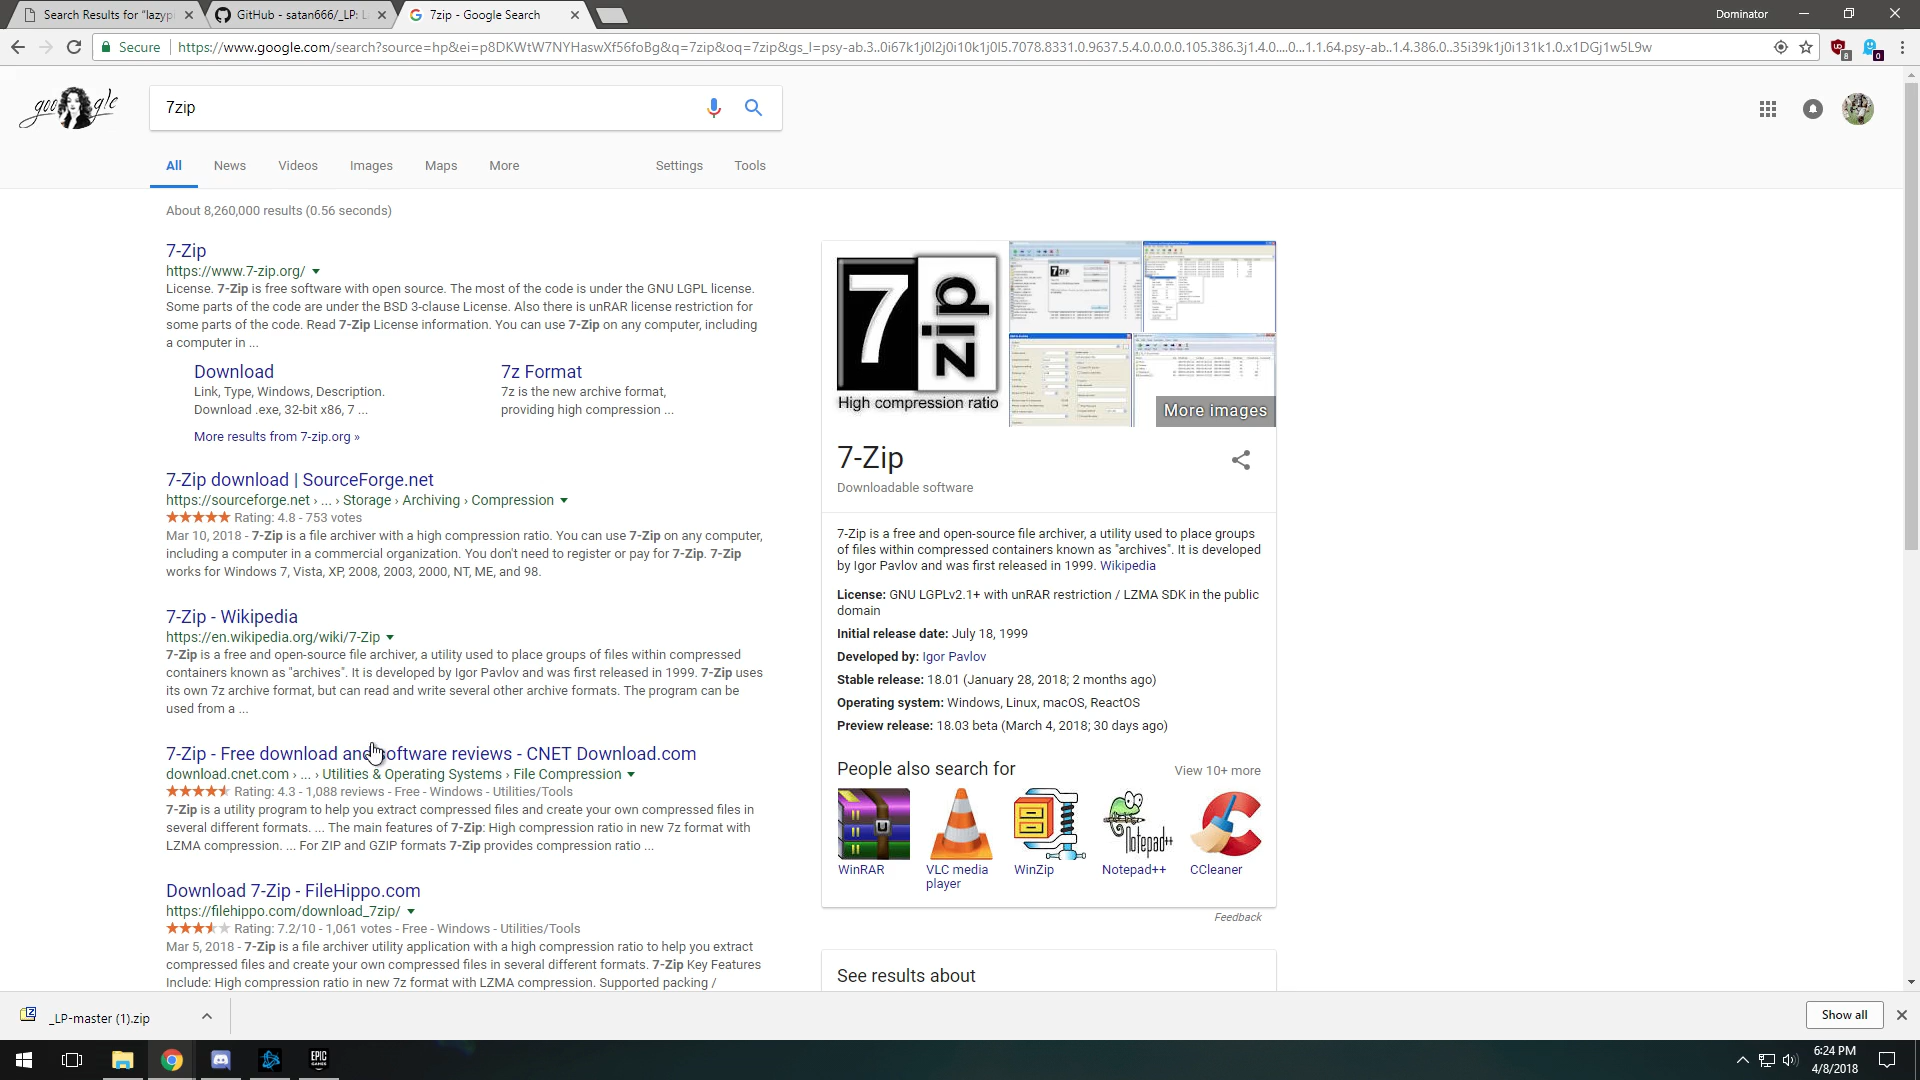 Search Results for "lazypi
GitHub - satan666/_LP: L
7zip - Google Search
Dominator
Secure
https://www.google.com/search?source=hp&ei=p8DKWtW7NYHaswXf56foBg&q=7zip&oq=7zip&gs_l=psy-ab.3..0i67k1j0l2j0i10k1j0l5.7078.8331.0.9637.5.4.0.0.0.0.105.386.3j1.4.0....0...1.1.64.psy-ab..1.4.386.0..35i39k1j0i131k1.0.x1DGj1w5L9w
8
0
google
7zip
All News Videos Images Maps More Settings Tools
About 8,260,000 results (0.56 seconds)
7-Zip
https://www.7-zip.org/
License. 7-Zip is free software with open source. The most of the code is under the GNU LGPL license.
Some parts of the code are under the BSD 3-clause License. Also there is unRAR license restriction for
some parts of the code. Read 7-Zip License information. You can use 7-Zip on any computer, including
a computer in ...
Download
Link, Type, Windows, Description.
Download .exe, 32-bit x86, 7 ...
7z Format
7z is the new archive format,
providing high compression ...
More results from 7-zip.org »
7-Zip download | SourceForge.net
https://sourceforge.net › ... › Storage › Archiving › Compression
Rating: 4.8 - 753 votes
Mar 10, 2018 - 7-Zip is a file archiver with a high compression ratio. You can use 7-Zip on any computer,
including a computer in a commercial organization. You don't need to register or pay for 7-Zip. 7-Zip
works for Windows 7, Vista, XP, 2008, 2003, 2000, NT, ME, and 98.
7-Zip - Wikipedia
https://en.wikipedia.org/wiki/7-Zip
7-Zip is a free and open-source file archiver, a utility used to place groups of files within compressed
containers known as "archives". It is developed by Igor Pavlov and was first released in 1999. 7-Zip uses
its own 7z archive format, but can read and write several other archive formats. The program can be
used from a ...
7-Zip - Free download and software reviews - CNET Download.com
download.cnet.com › ... › Utilities & Operating Systems › File Compression
Rating: 4.3 - 1,088 reviews - Free - Windows - Utilities/Tools
7-Zip is a utility program to help you extract compressed files and create your own compressed files in
several different formats. ... The main features of 7-Zip: High compression ratio in new 7z format with
LZMA compression. ... For ZIP and GZIP formats 7-Zip provides compression ratio ...
Download 7-Zip - FileHippo.com
https://filehippo.com/download_7zip/
Rating: 7.2/10 - 1,061 votes - Free - Windows - Utilities/Tools
Mar 5, 2018 - 7-Zip is a file archiver utility application with a high compression ratio to help you extract
compressed files and create your own compressed files in several different formats. 7-Zip Key Features
Include: High compression ratio in new 7z format with LZMA compression. Supported packing /
7 zip
High compression ratio
7ZIP
More images
7-Zip
Downloadable software
7-Zip is a free and open-source file archiver, a utility used to place groups
of files within compressed containers known as "archives". It is developed
by Igor Pavlov and was first released in 1999. Wikipedia
License: GNU LGPLv2.1+ with unRAR restriction / LZMA SDK in the public
domain
Initial release date: July 18, 1999
Developed by: Igor Pavlov
Stable release: 18.01 (January 28, 2018; 2 months ago)
Operating system: Windows, Linux, macOS, ReactOS
Preview release: 18.03 beta (March 4, 2018; 30 days ago)
People also search for
View 10+ more
Notepad++
WinRAR
VLC media
player
WinZip
Notepad++
CCleaner
Feedback
See results about
_LP-master (1).zip
Show all
EPIC
GAMES
6:24 PM
4/8/2018